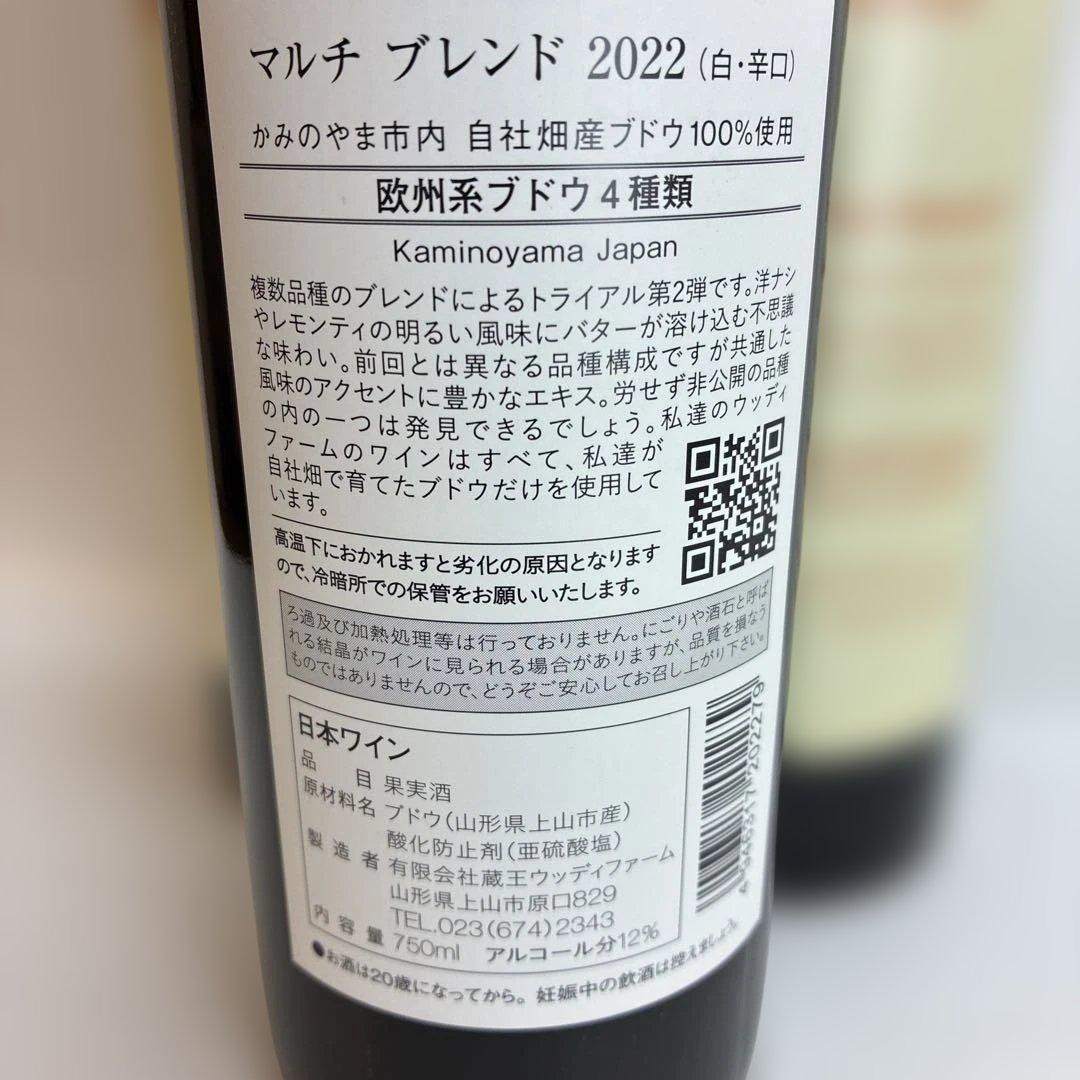 マルチ ブレンド 2022（白・辛口）
かみのやま市内 自社畑産ブドウ100%使用
欧州系ブドウ4種類
Kaminoyama Japan
複数品種のブレンドによるトライアル第2弾です。洋ナシ
やレモンティの明るい風味にバターが溶け込む不思議
な味わい。前回とは異なる品種構成ですが共通した
風味のアクセントに豊かなエキス。労せず非公開の品種
の内の一つは発見できるでしょう。私達のウッディ
ファームのワインはすべて、私達が
自社畑で育てたブドウだけを使用して
います。
高温下におかれますと劣化の原因となります
ので、冷暗所での保管をお願いいたします。
ろ過及び加熱処理等は行っておりません。にごりや酒石と呼ば
れる結晶がワインに見られる場合がありますが、品質を損なう
ものではありませんので、どうぞご安心してお召し上がり下さい。
日本ワイン
品目 果実酒
原材料名 ブドウ（山形県上山市産）
酸化防止剤（亜硫酸塩）
製造者 有限会社蔵王ウッディファーム
山形県上山市原口829
TEL.023(674)2343
内容量 750ml アルコール分12%
●お酒は20歳になってから。妊娠中の飲酒は控えましょう。